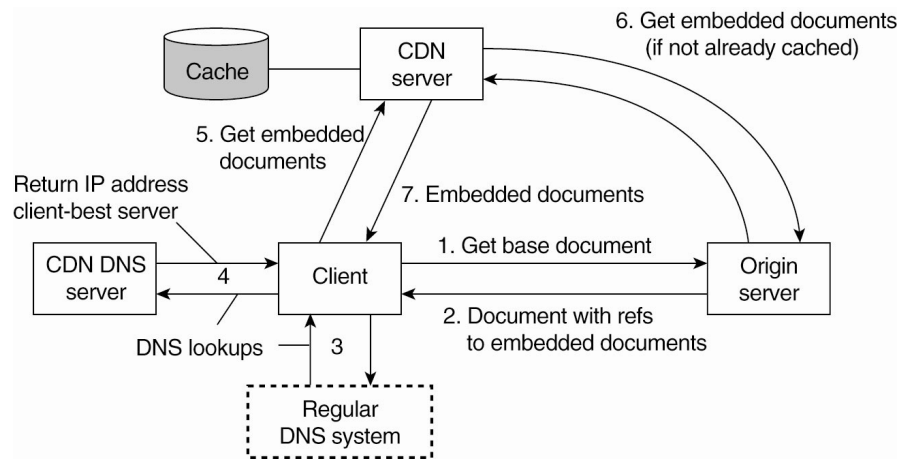 6. Get embedded documents
(if not already cached)
Cache
CDN
server
5. Get embedded
documents
7. Embedded documents
Return IP address
client-best server
1. Get base document
CDN DNS
server
4
Client
Origin
server
2. Document with refs
to embedded documents
DNS lookups
3
Regular
DNS system